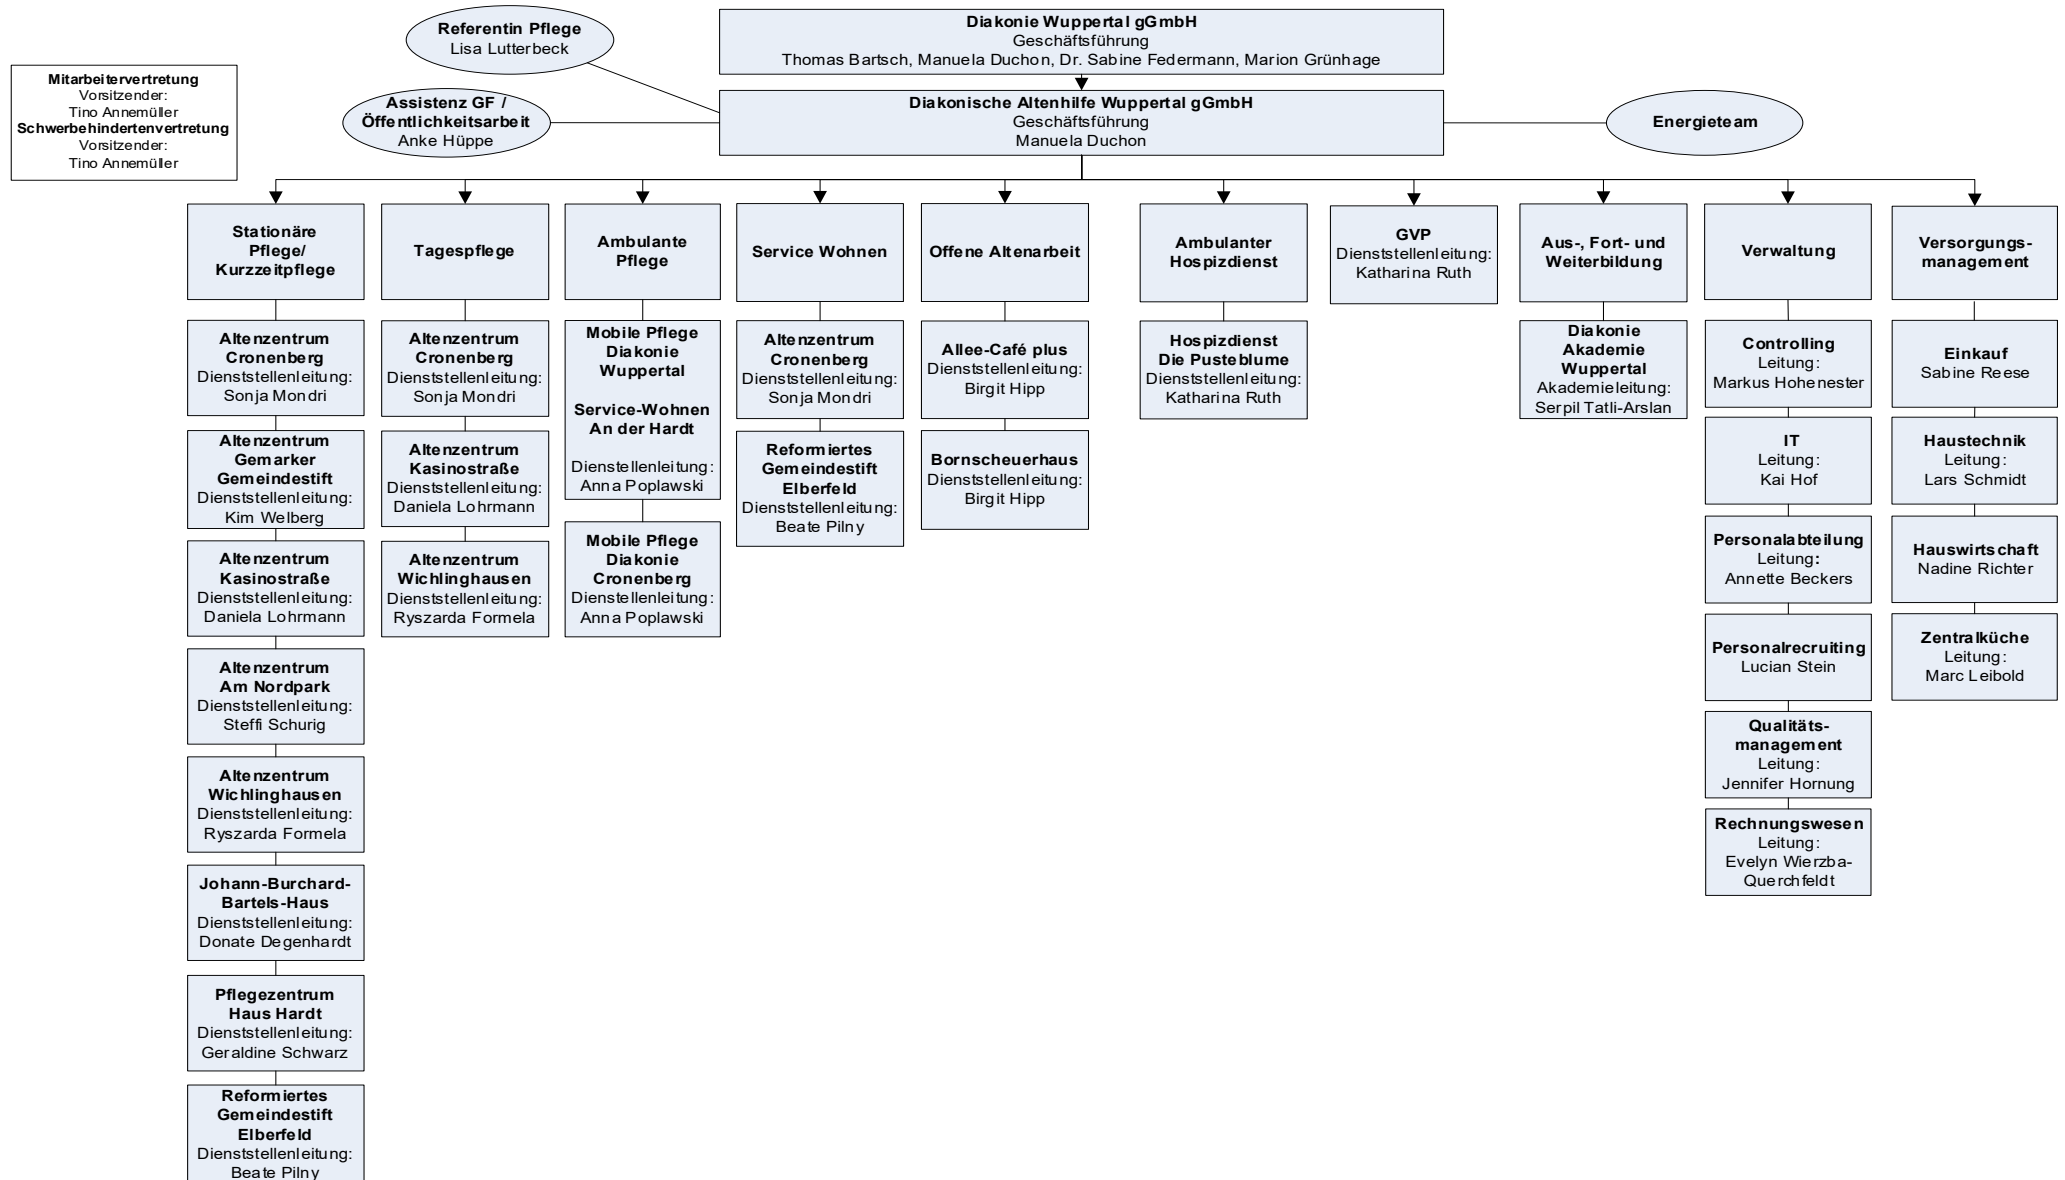 Referentin Pflege
Lisa Lutterbeck
Diakonie Wuppertal gGmbH
Geschäftsführung
Thomas Bartsch, Manuela Duchon, Dr. Sabine Federmann, Marion Grünhage
Mitarbeitervertretung
Vorsitzender:
Tino Annemüller
Schwerbehindertenvertretung
Vorsitzender:
Tino Annemüller
Assistenz GF /
Öffentlichkeitsarbeit
Anke Hüppe
Diakonische Altenhilfe Wuppertal gGmbH
Geschäftsführung
Manuela Duchon
Energieteam
Stationäre
Pflege/
Kurzzeitpflege
Altenzentrum
Cronenberg
Dienststellenleitung:
Sonja Mondri
Altenzentrum
Gemarker
Gemeindestift
Dienststellenleitung:
Kim Welberg
Altenzentrum
Kasinostraße
Dienststellenleitung:
Daniela Lohrmann
Altenzentrum
Am Nordpark
Dienststellenleitung:
Steffi Schurig
Altenzentrum
Wichlinghausen
Dienststellenleitung:
Ryszarda Formela
Johann-Burchard-
Bartels-Haus
Dienststellenleitung:
Donate Degenhardt
Pflegezentrum
Haus Hardt
Dienststellenleitung:
Geraldine Schwarz
Reformiertes
Gemeindestift
Elberfeld
Dienststellenleitung:
Beate Pilny
Tagespflege
Altenzentrum
Cronenberg
Dienststellenleitung:
Sonja Mondri
Altenzentrum
Kasinostraße
Dienststellenleitung:
Daniela Lohrmann
Altenzentrum
Wichlinghausen
Dienststellenleitung:
Ryszarda Formela
Ambulante
Pflege
Mobile Pflege
Diakonie
Wuppertal
Service-Wohnen
An der Hardt
Dienstellenleitung:
Anna Poplawski
Mobile Pflege
Diakonie
Cronenberg
Dienstellenleitung:
Anna Poplawski
Service Wohnen
Altenzentrum
Cronenberg
Dienststellenleitung:
Sonja Mondri
Reformiertes
Gemeindestift
Elberfeld
Dienststellenleitung:
Beate Pilny
Offene Altenarbeit
Allee-Café plus
Dienststellenleitung:
Birgit Hipp
Bornscheuerhaus
Dienststellenleitung:
Birgit Hipp
Ambulanter
Hospizdienst
Hospizdienst
Die Pusteblume
Dienststellenleitung:
Katharina Ruth
GVP
Dienststellenleitung:
Katharina Ruth
Aus-, Fort- und
Weiterbildung
Diakonie
Akademie
Wuppertal
Akademieleitung:
Serpil Tatli-Arslan
Verwaltung
Controlling
Leitung:
Markus Hohenester
IT
Leitung:
Kai Hof
Personalabteilung
Leitung:
Annette Beckers
Personalrecruiting
Lucian Stein
Qualitäts-
management
Leitung:
Jennifer Hornung
Rechnungswesen
Leitung:
Evelyn Wierzba-
Querchfeldt
Versorgungs-
management
Einkauf
Sabine Reese
Haustechnik
Leitung:
Lars Schmidt
Hauswirtschaft
Nadine Richter
Zentralküche
Leitung:
Marc Leibold